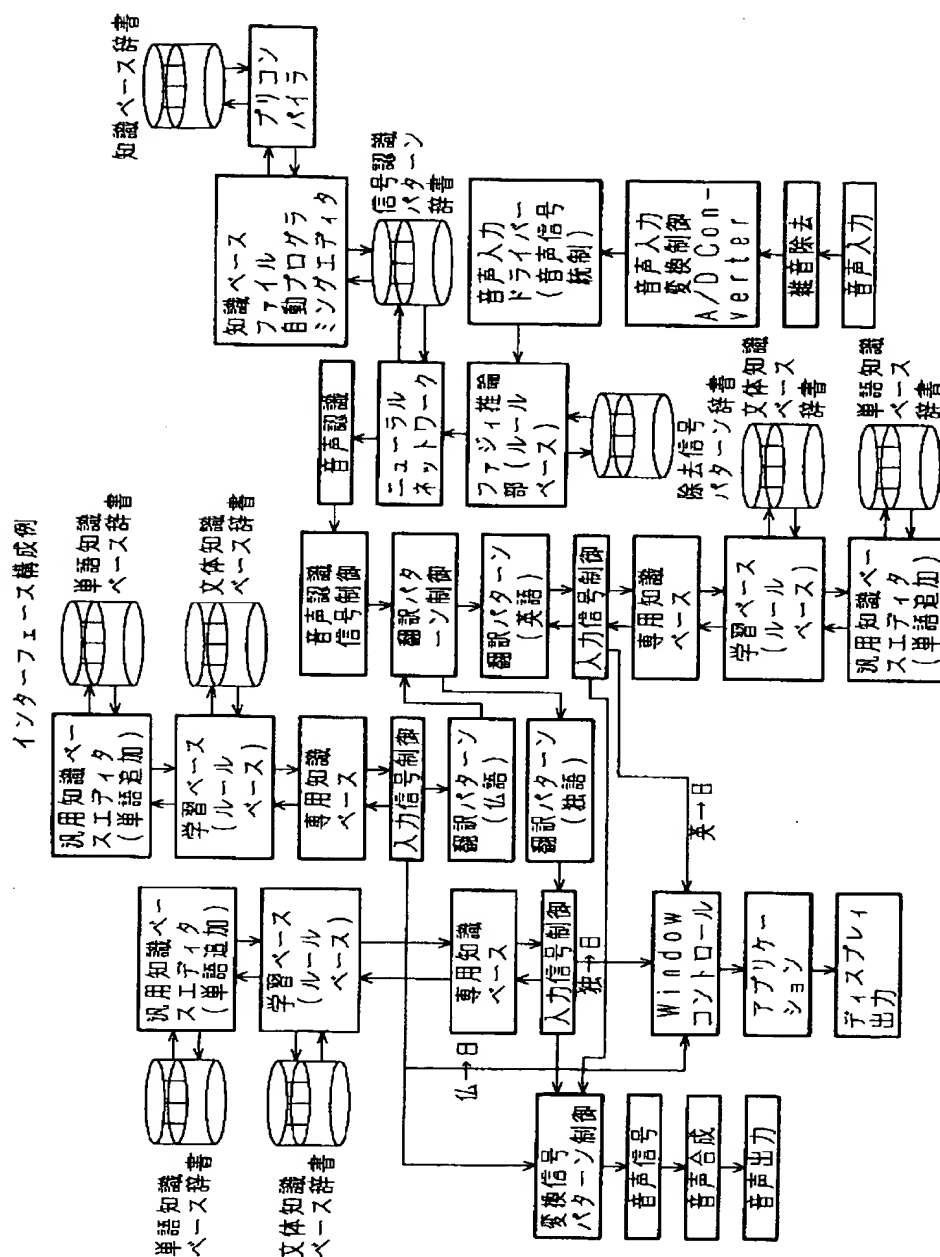 インターフェース構成例
知識ベース辞書
プリコン
パイラ
知識ベース
ファイル
自動プログラ
ミングエディタ
信号認識
パターン
辞書
音声入力
ドライバー
(音声信号
統制)
音声入力
変換制御
A/D Con-
verter
雑音除去
音声入力
音声認識
ニューラル
ネットワーク
ファジィ推論
部(ルール
ベース)
除去信号
パターン辞書
文体知識
ベース
辞書
単語知識
ベース
辞書
音声認識
信号制御
翻訳パタ
ーン制御
翻訳パターン
(英語)
入力信号制御
専用知識
ベース
学習ベース
(ルール
ベース)
汎用知識ベー
スエディタ
(単語追加)
単語知識
ベース辞書
文体知識
ベース辞書
汎用知識ベー
スエディタ
(単語追加)
学習ベース
(ルール
ベース)
専用知識
ベース
入力信号制御
翻訳パターン
(仏語)
翻訳パターン
(独語)
英→日
汎用知識ベー
スエディタ
(単語追加)
学習ベース
(ルール
ベース)
専用知識
ベース
入力信号制御
独→日
Window
コントロール
アプリケー
ション
ディスプレイ
出力
仏→日
単語知識
ベース辞書
文体知識
ベース辞書
変換信号
パターン制御
音声信号
音声合成
音声出力